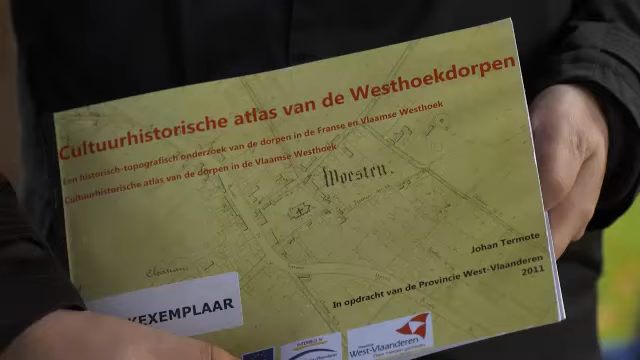 Cultuurhistorische atlas van de Westhoekdorpen
Een historisch-topografisch onderzoek van de dorpen in de Franse en Vlaamse Westhoek
Cultuurhistorische atlas van de dorpen in de Vlaamse Westhoek
Woesten.
Johan Termote
In opdracht van de Provincie West-Vlaanderen
2011
KEXEMPLAAR
West-Vlaanderen